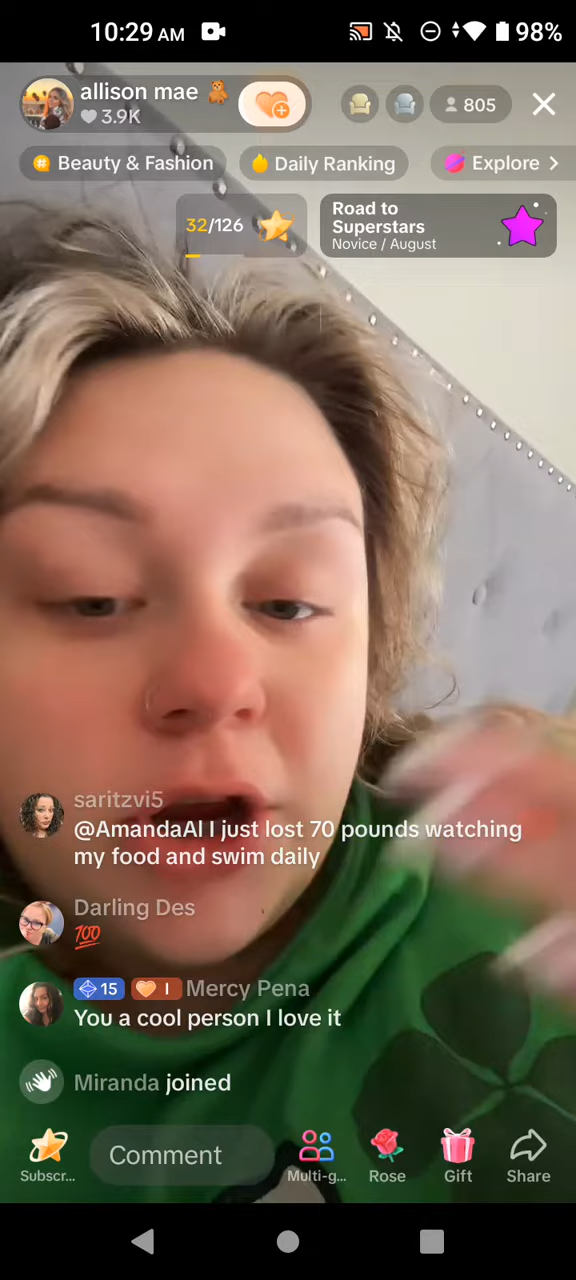 10:29 AM
98%
allison mae 🧸
3.9K
805
Beauty & Fashion
Daily Ranking
Explore >
32/126
Road to
Superstars
Novice / August
saritzvi5
@AmandaAl I just lost 70 pounds watching
my food and swim daily
Darling Des
💯
15 I Mercy Pena
You a cool person I love it
Miranda joined
Subscr...
Comment
Multi-g...
Rose
Gift
Share